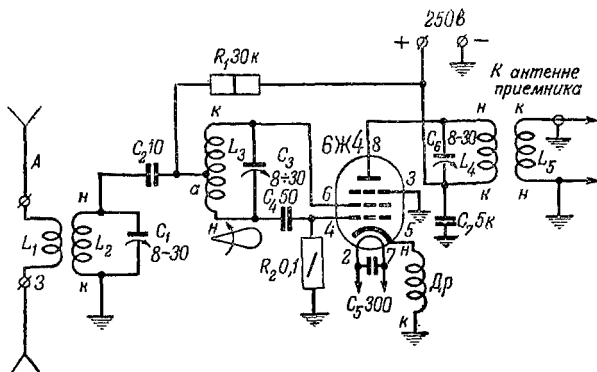 250в
+ −
R₁ 30к
К антенне
приемника
к
н
к
6Ж4
8
C₆ 8-30
L₄
L₅
C₂ 10
L₃
C₃
8÷30
А
а
3
н
C₄ 50
6
4
5
L₁
L₂
C₁
8-30
н
к
к
C₇ 5к
З
к
R₂ 0,1
2
7
н
Др
C₅ 300
к